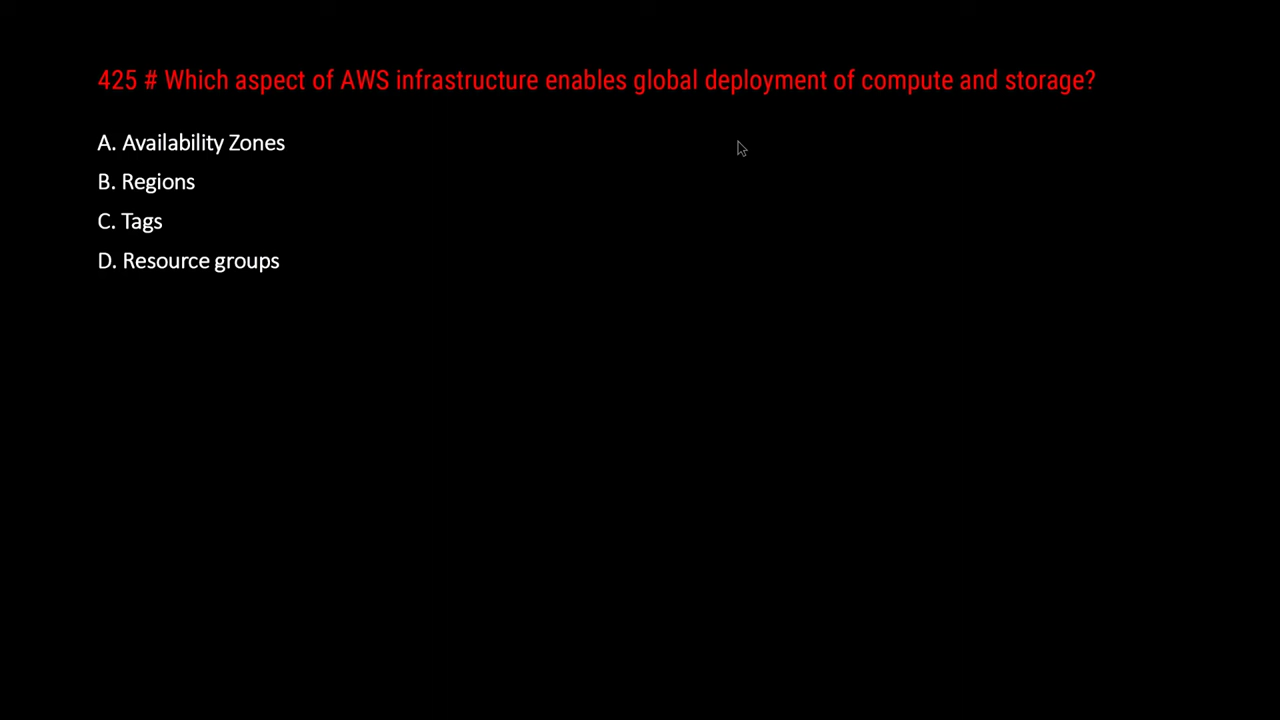 425 # Which aspect of AWS infrastructure enables global deployment of compute and storage?
A. Availability Zones
B. Regions
C. Tags
D. Resource groups